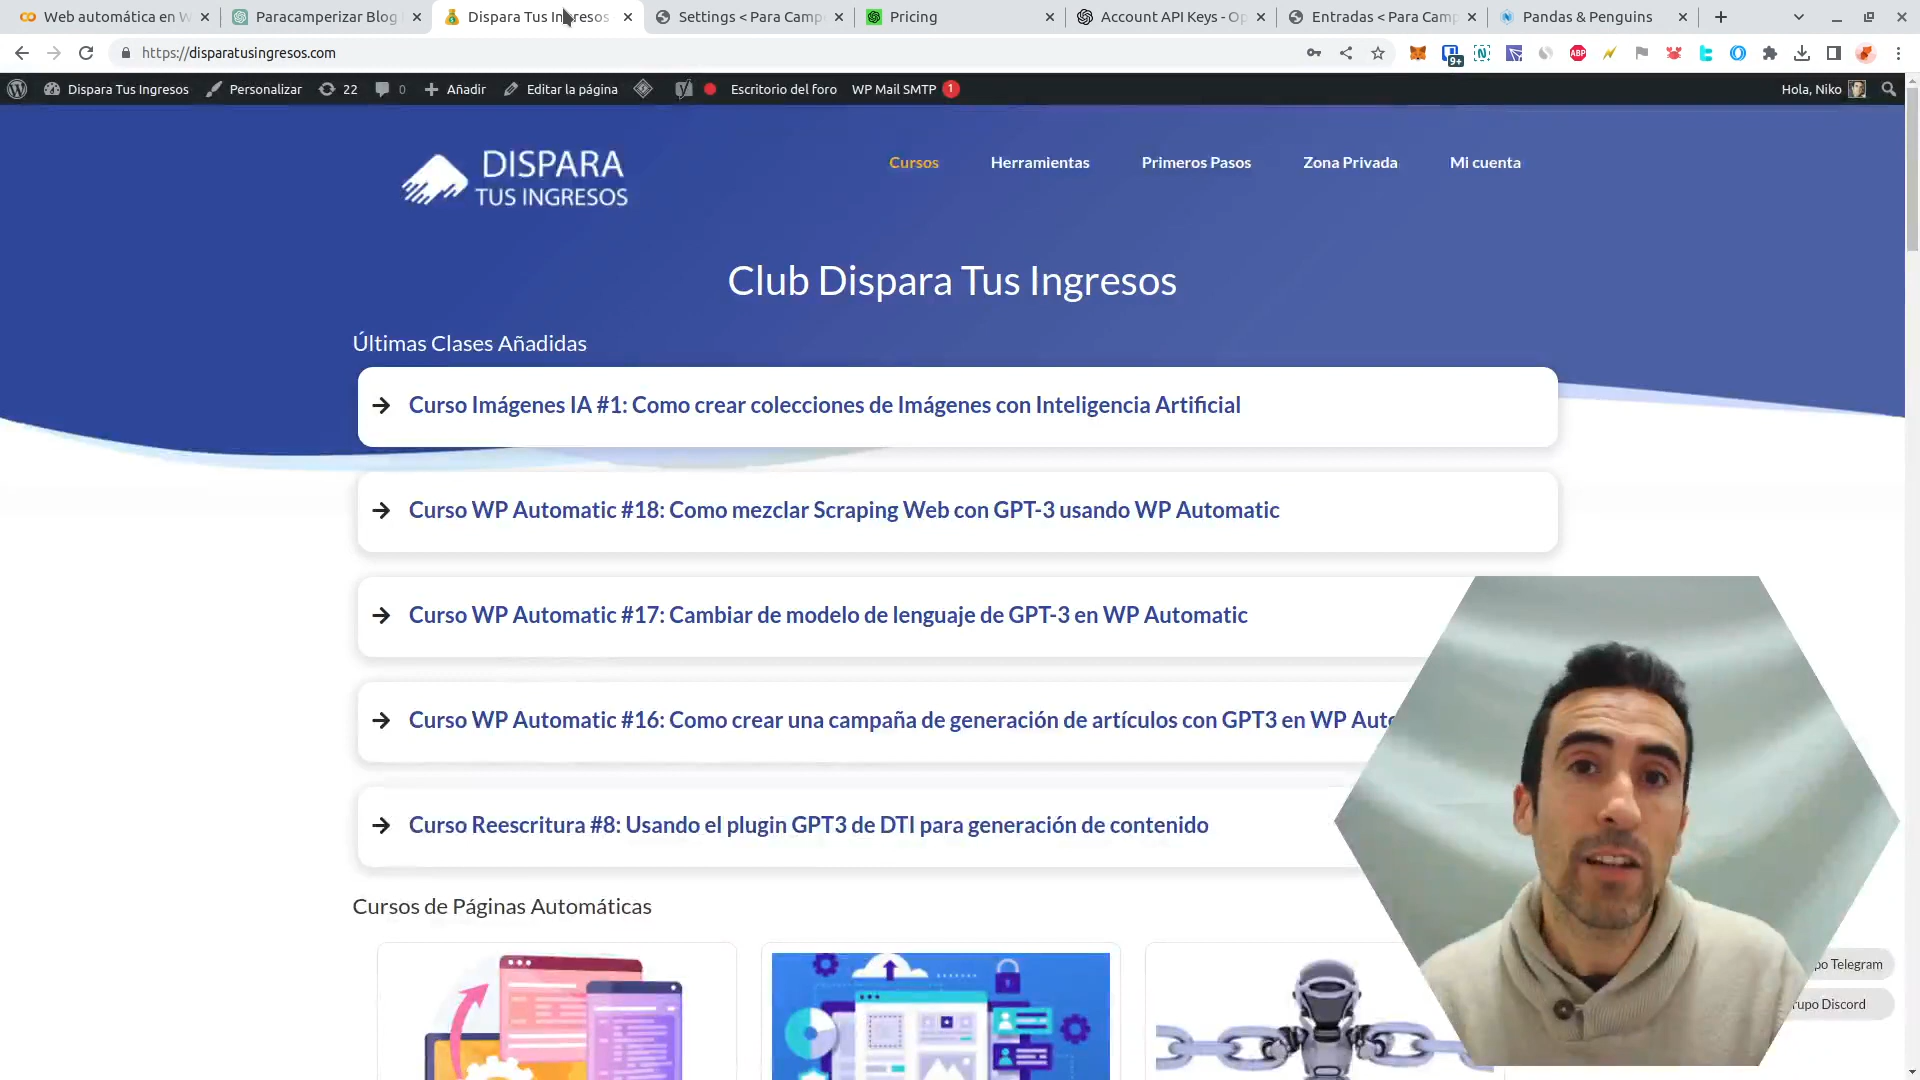 Web automática en W
Paracamperizar Blog
Dispara Tus Ingresos
Settings < Para Camp
Pricing
Account API Keys - Op
Entradas < Para Cam
Pandas & Penguins
https://disparatusingresos.com
9+
ABP
Dispara Tus Ingresos
Personalizar
22
0
Añadir
Editar la página
Escritorio del foro
WP Mail SMTP
1
Hola, Niko
DISPARA
TUS INGRESOS
Cursos
Herramientas
Primeros Pasos
Zona Privada
Mi cuenta
Club Dispara Tus Ingresos
Últimas Clases Añadidas
Curso Imágenes IA #1: Como crear colecciones de Imágenes con Inteligencia Artificial
Curso WP Automatic #18: Como mezclar Scraping Web con GPT-3 usando WP Automatic
Curso WP Automatic #17: Cambiar de modelo de lenguaje de GPT-3 en WP Automatic
Curso WP Automatic #16: Como crear una campaña de generación de artículos con GPT3 en WP Auto
Curso Reescritura #8: Usando el plugin GPT3 de DTI para generación de contenido
Cursos de Páginas Automáticas
po Telegram
rupo Discord